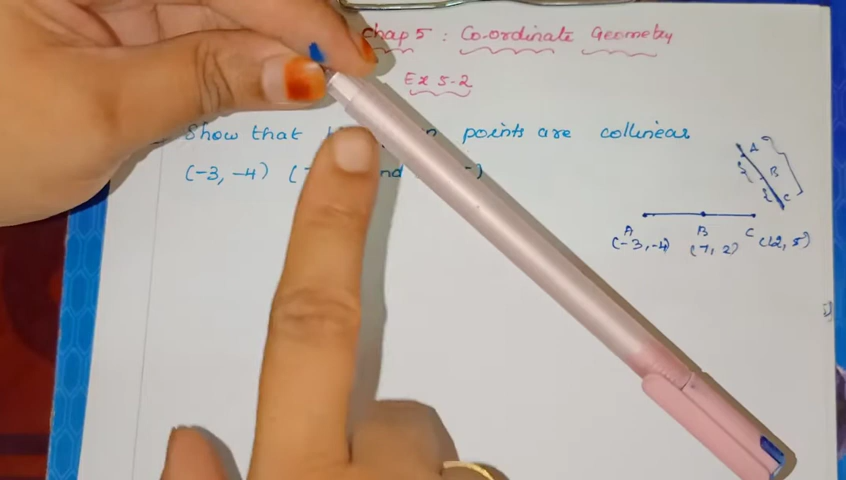 Chap 5 : Co-ordinate Geometry
Ex 5-2
Show that points are collinear
(-3, -4) (
A
B
C
A B C
(-3, -4) (7, 2) (12, 5)